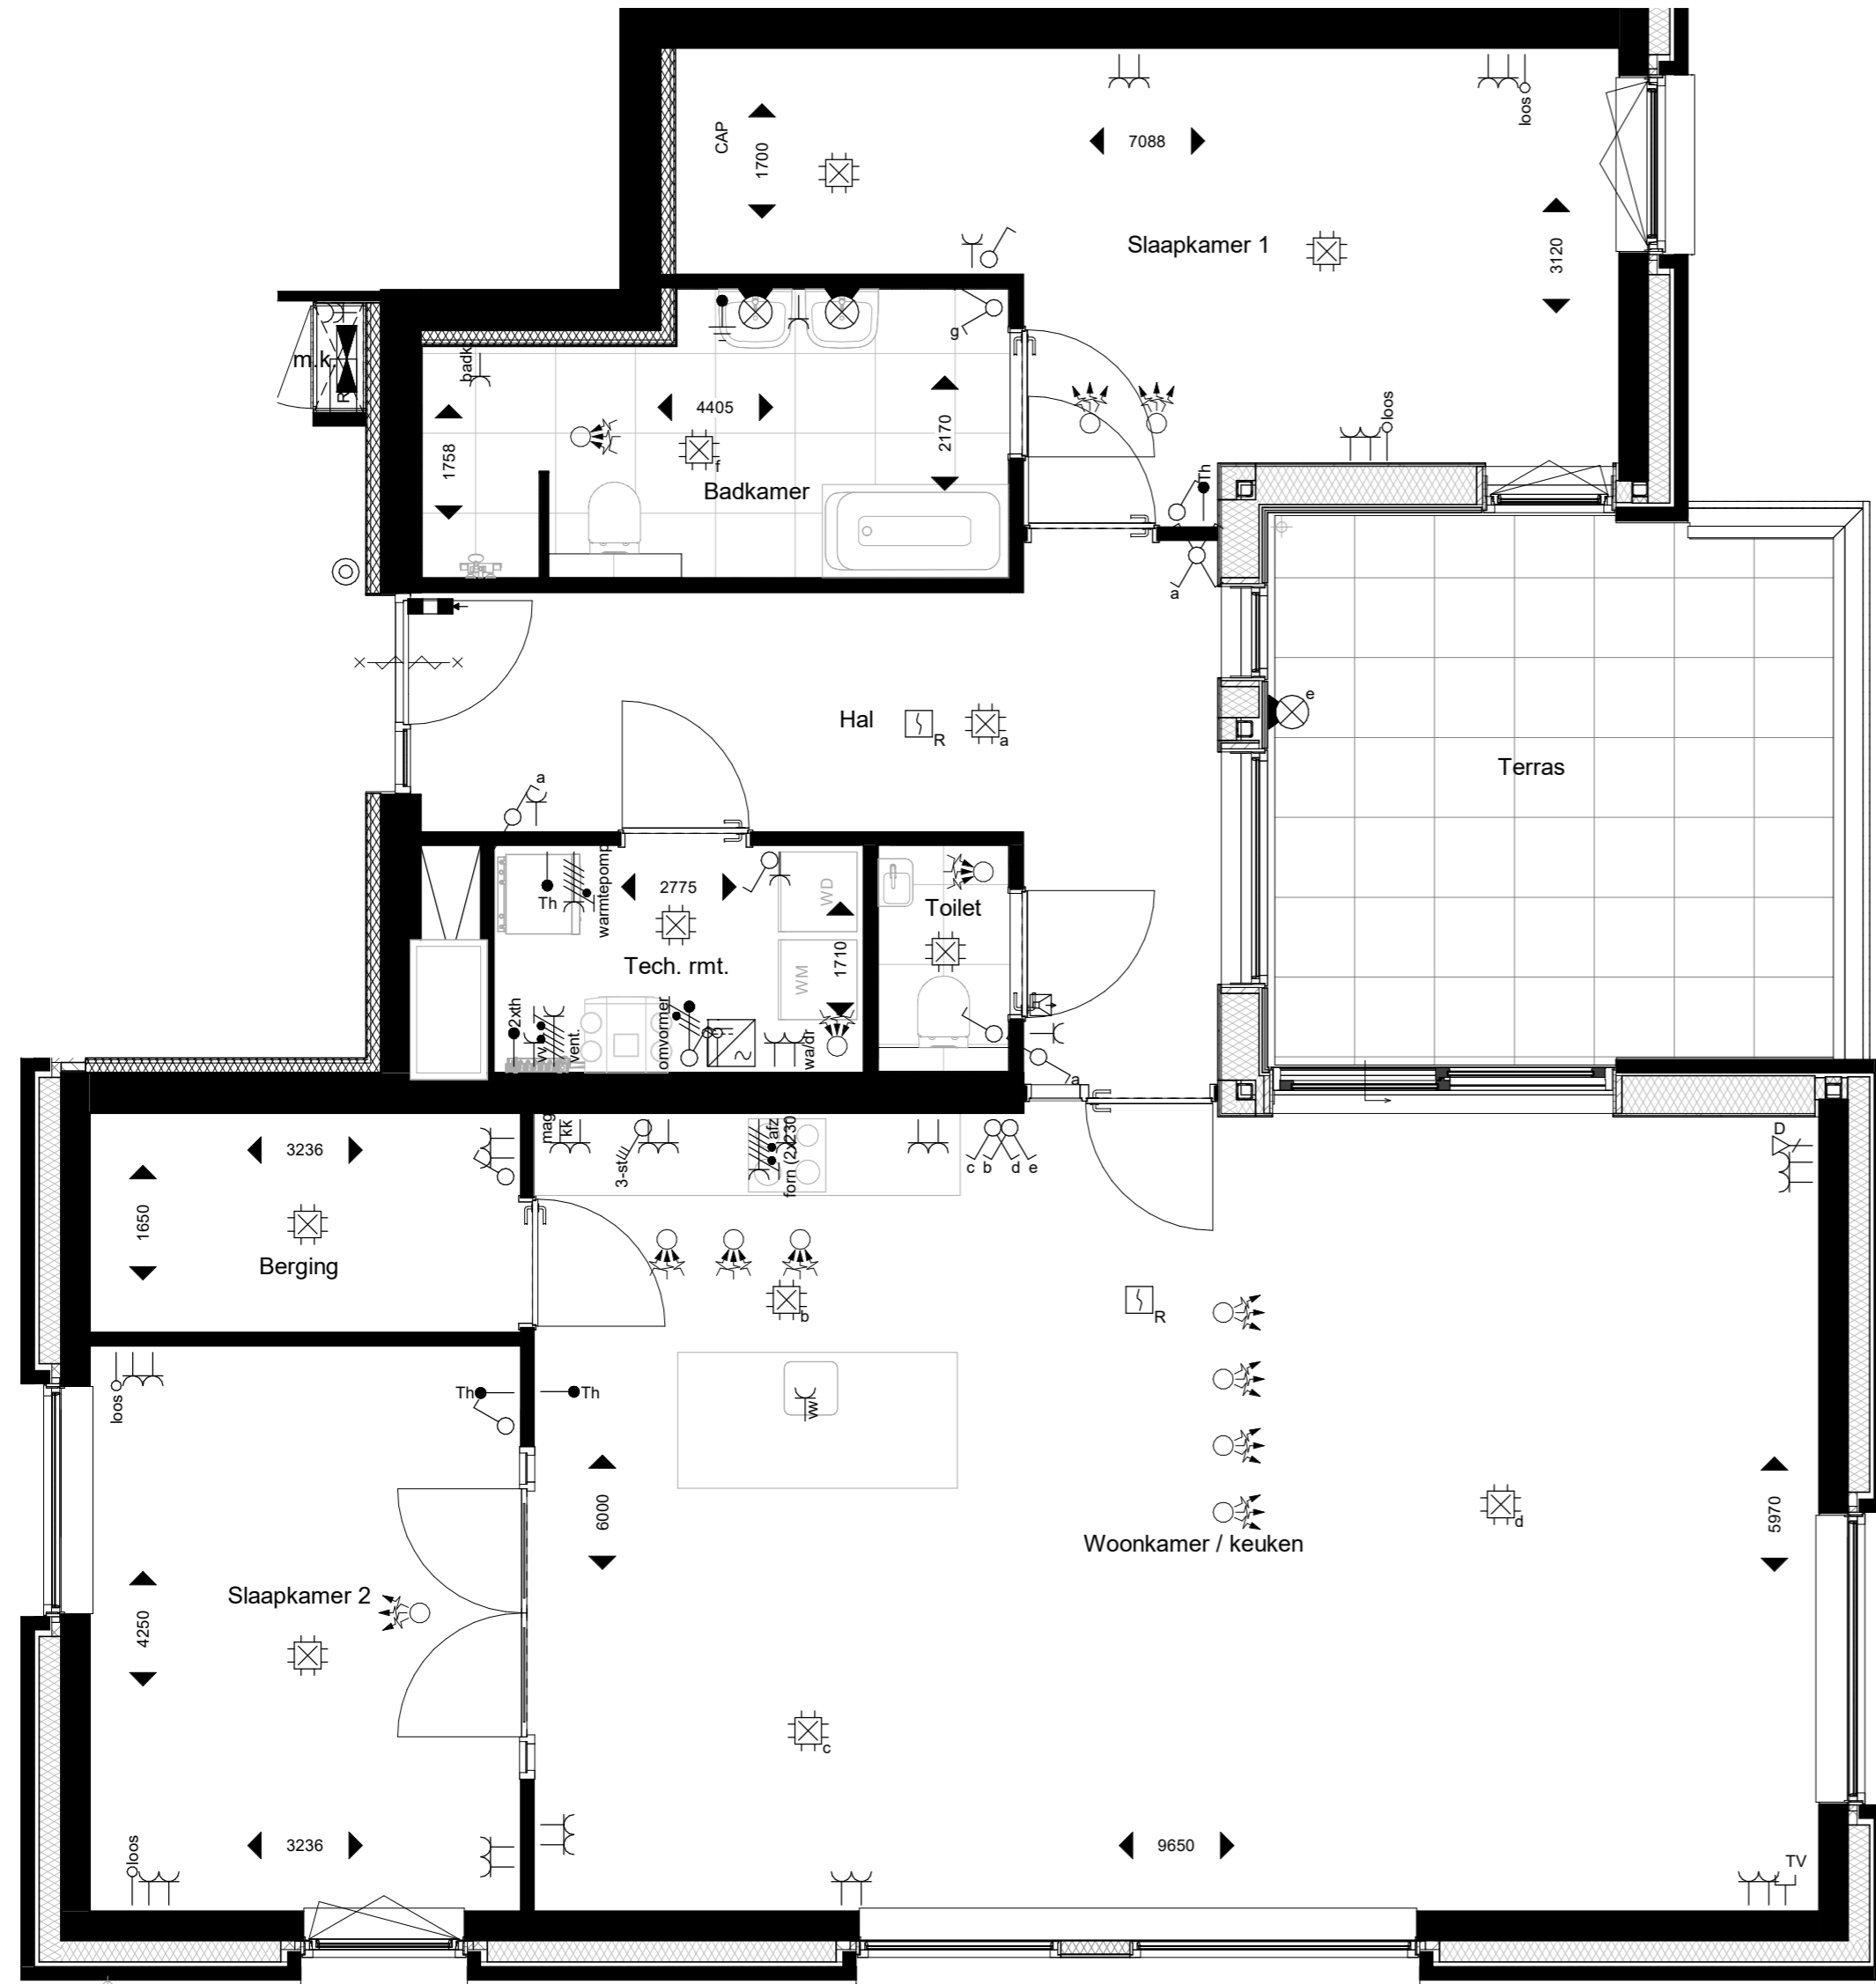 CAP
1700
7088
loos
Slaapkamer 1
3120
m.k.
R
badk
g
4405
1758
2170
f
Badkamer
loos
Th
a
Hal
R
a
e
Terras
a
warmtepomp
Th
2775
WD
Toilet
Tech. rmt.
WM
1710
2xth
vv
vent.
omvormer
wa/dr
a
mag
kk
3-st
afz
forn (2x230
c b d e
D
3236
1650
Berging
b
R
loos
Th
Th
vw
6000
d
5970
Woonkamer / keuken
Slaapkamer 2
4250
c
loos
3236
9650
TV